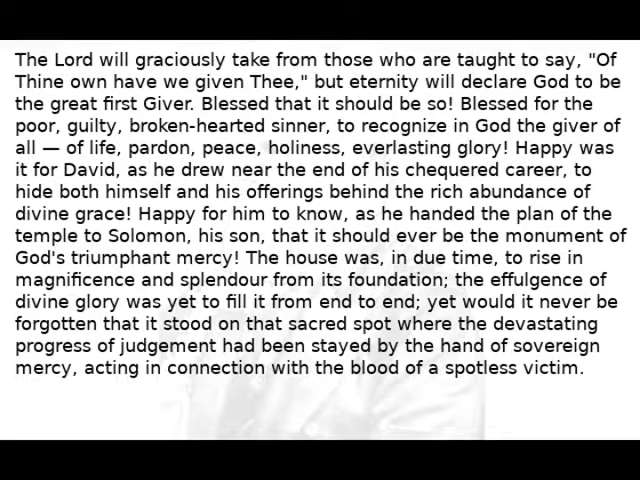 The Lord will graciously take from those who are taught to say, "Of
Thine own have we given Thee," but eternity will declare God to be
the great first Giver. Blessed that it should be so! Blessed for the
poor, guilty, broken-hearted sinner, to recognize in God the giver of
all — of life, pardon, peace, holiness, everlasting glory! Happy was
it for David, as he drew near the end of his chequered career, to
hide both himself and his offerings behind the rich abundance of
divine grace! Happy for him to know, as he handed the plan of the
temple to Solomon, his son, that it should ever be the monument of
God's triumphant mercy! The house was, in due time, to rise in
magnificence and splendour from its foundation; the effulgence of
divine glory was yet to fill it from end to end; yet would it never be
forgotten that it stood on that sacred spot where the devastating
progress of judgement had been stayed by the hand of sovereign
mercy, acting in connection with the blood of a spotless victim.